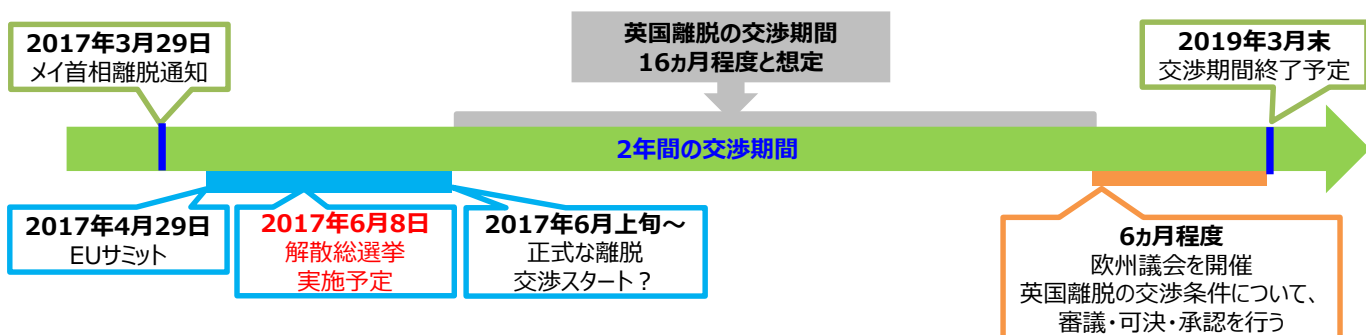 2017年3月29日
メイ首相離脱通知
英国離脱の交渉期間
16ヵ月程度と想定
2019年3月末
交渉期間終了予定
2年間の交渉期間
2017年4月29日
EUサミット
2017年6月8日
解散総選挙
実施予定
2017年6月上旬～
正式な離脱
交渉スタート？
6ヵ月程度
欧州議会を開催
英国離脱の交渉条件について、
審議・可決・承認を行う